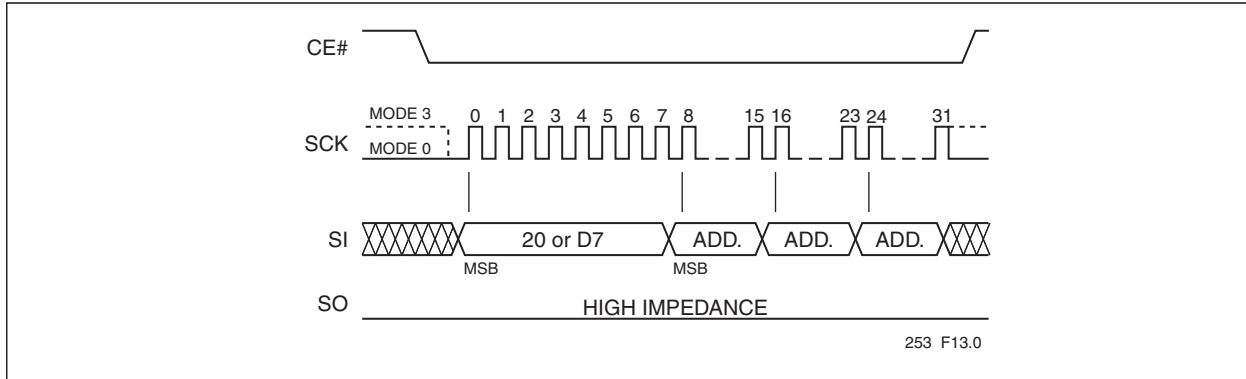 CE#
MODE 3
0 1 2 3 4 5 6 7 8 15 16 23 24 31
SCK
MODE 0
SI
20 or D7
ADD.
ADD.
ADD.
MSB
MSB
SO
HIGH IMPEDANCE
253 F13.0